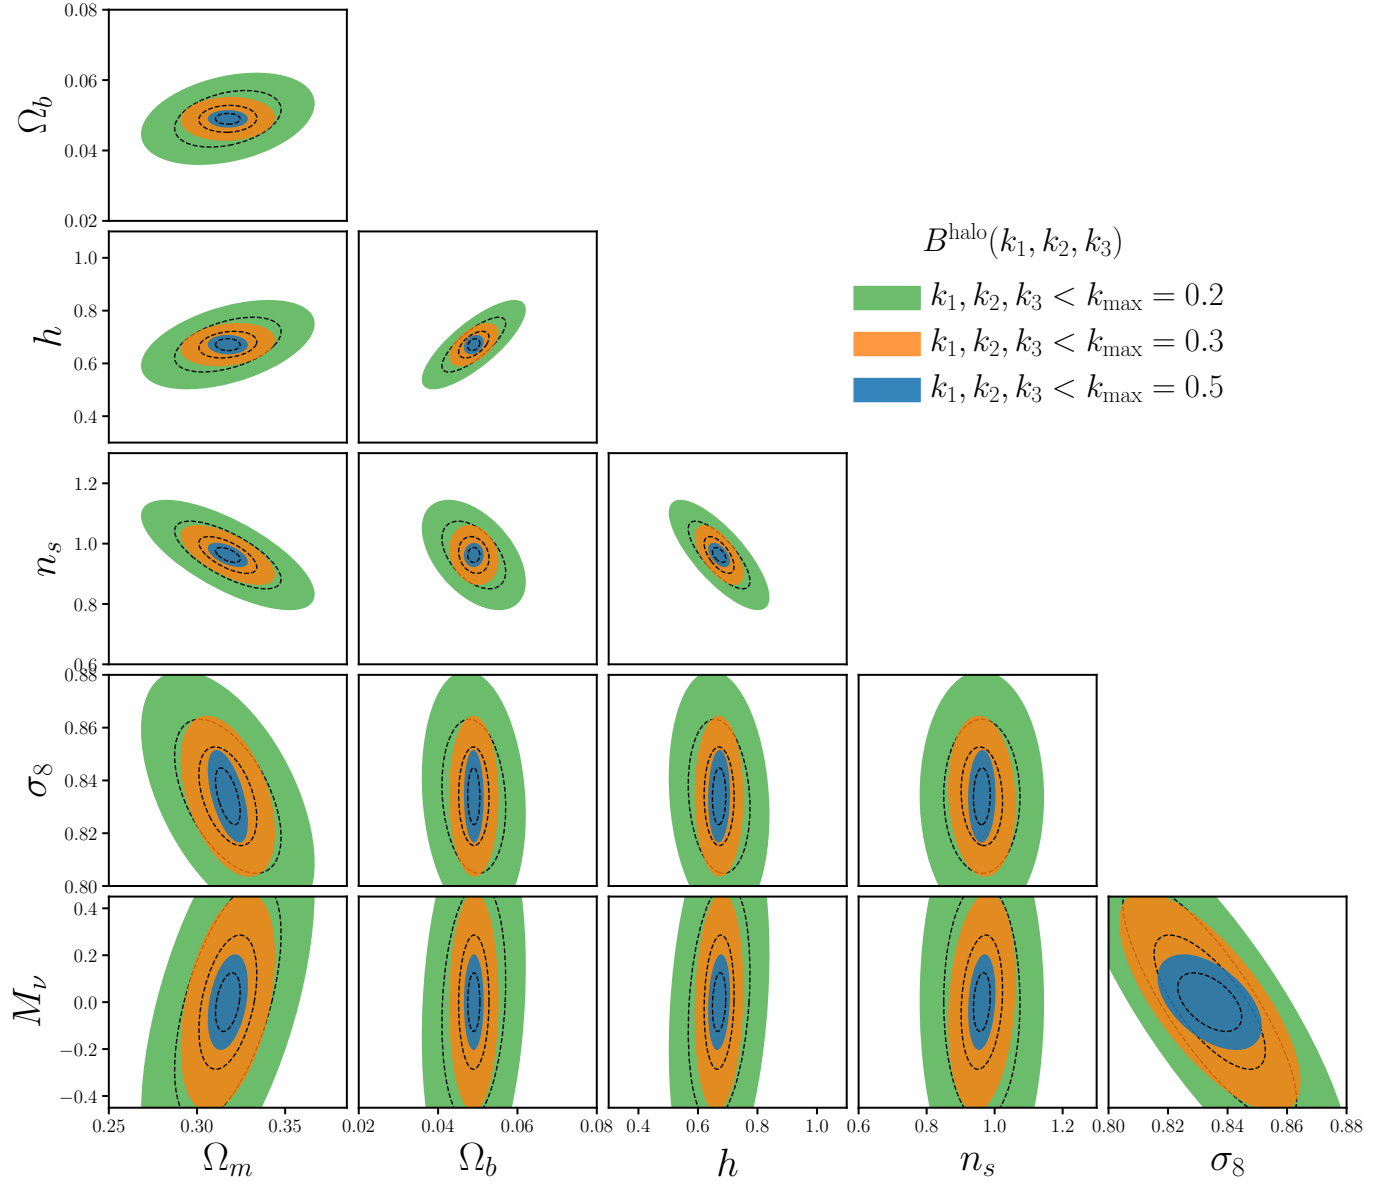 0.08
0.06
0.04
0.02
Ω_b
B^halo(k_1, k_2, k_3)
k_1, k_2, k_3 < k_max = 0.2
k_1, k_2, k_3 < k_max = 0.3
k_1, k_2, k_3 < k_max = 0.5
1.0
0.8
0.6
0.4
h
1.2
1.0
0.8
0.6
n_s
0.88
0.86
0.84
0.82
0.80
σ_8
0.4
0.2
0.0
−0.2
−0.4
M_ν
0.25 0.30 0.35 0.02 0.04 0.06 0.08 0.4 0.6 0.8 1.0 0.6 0.8 1.0 1.2 0.80 0.82 0.84 0.86 0.88
Ω_m Ω_b h n_s σ_8